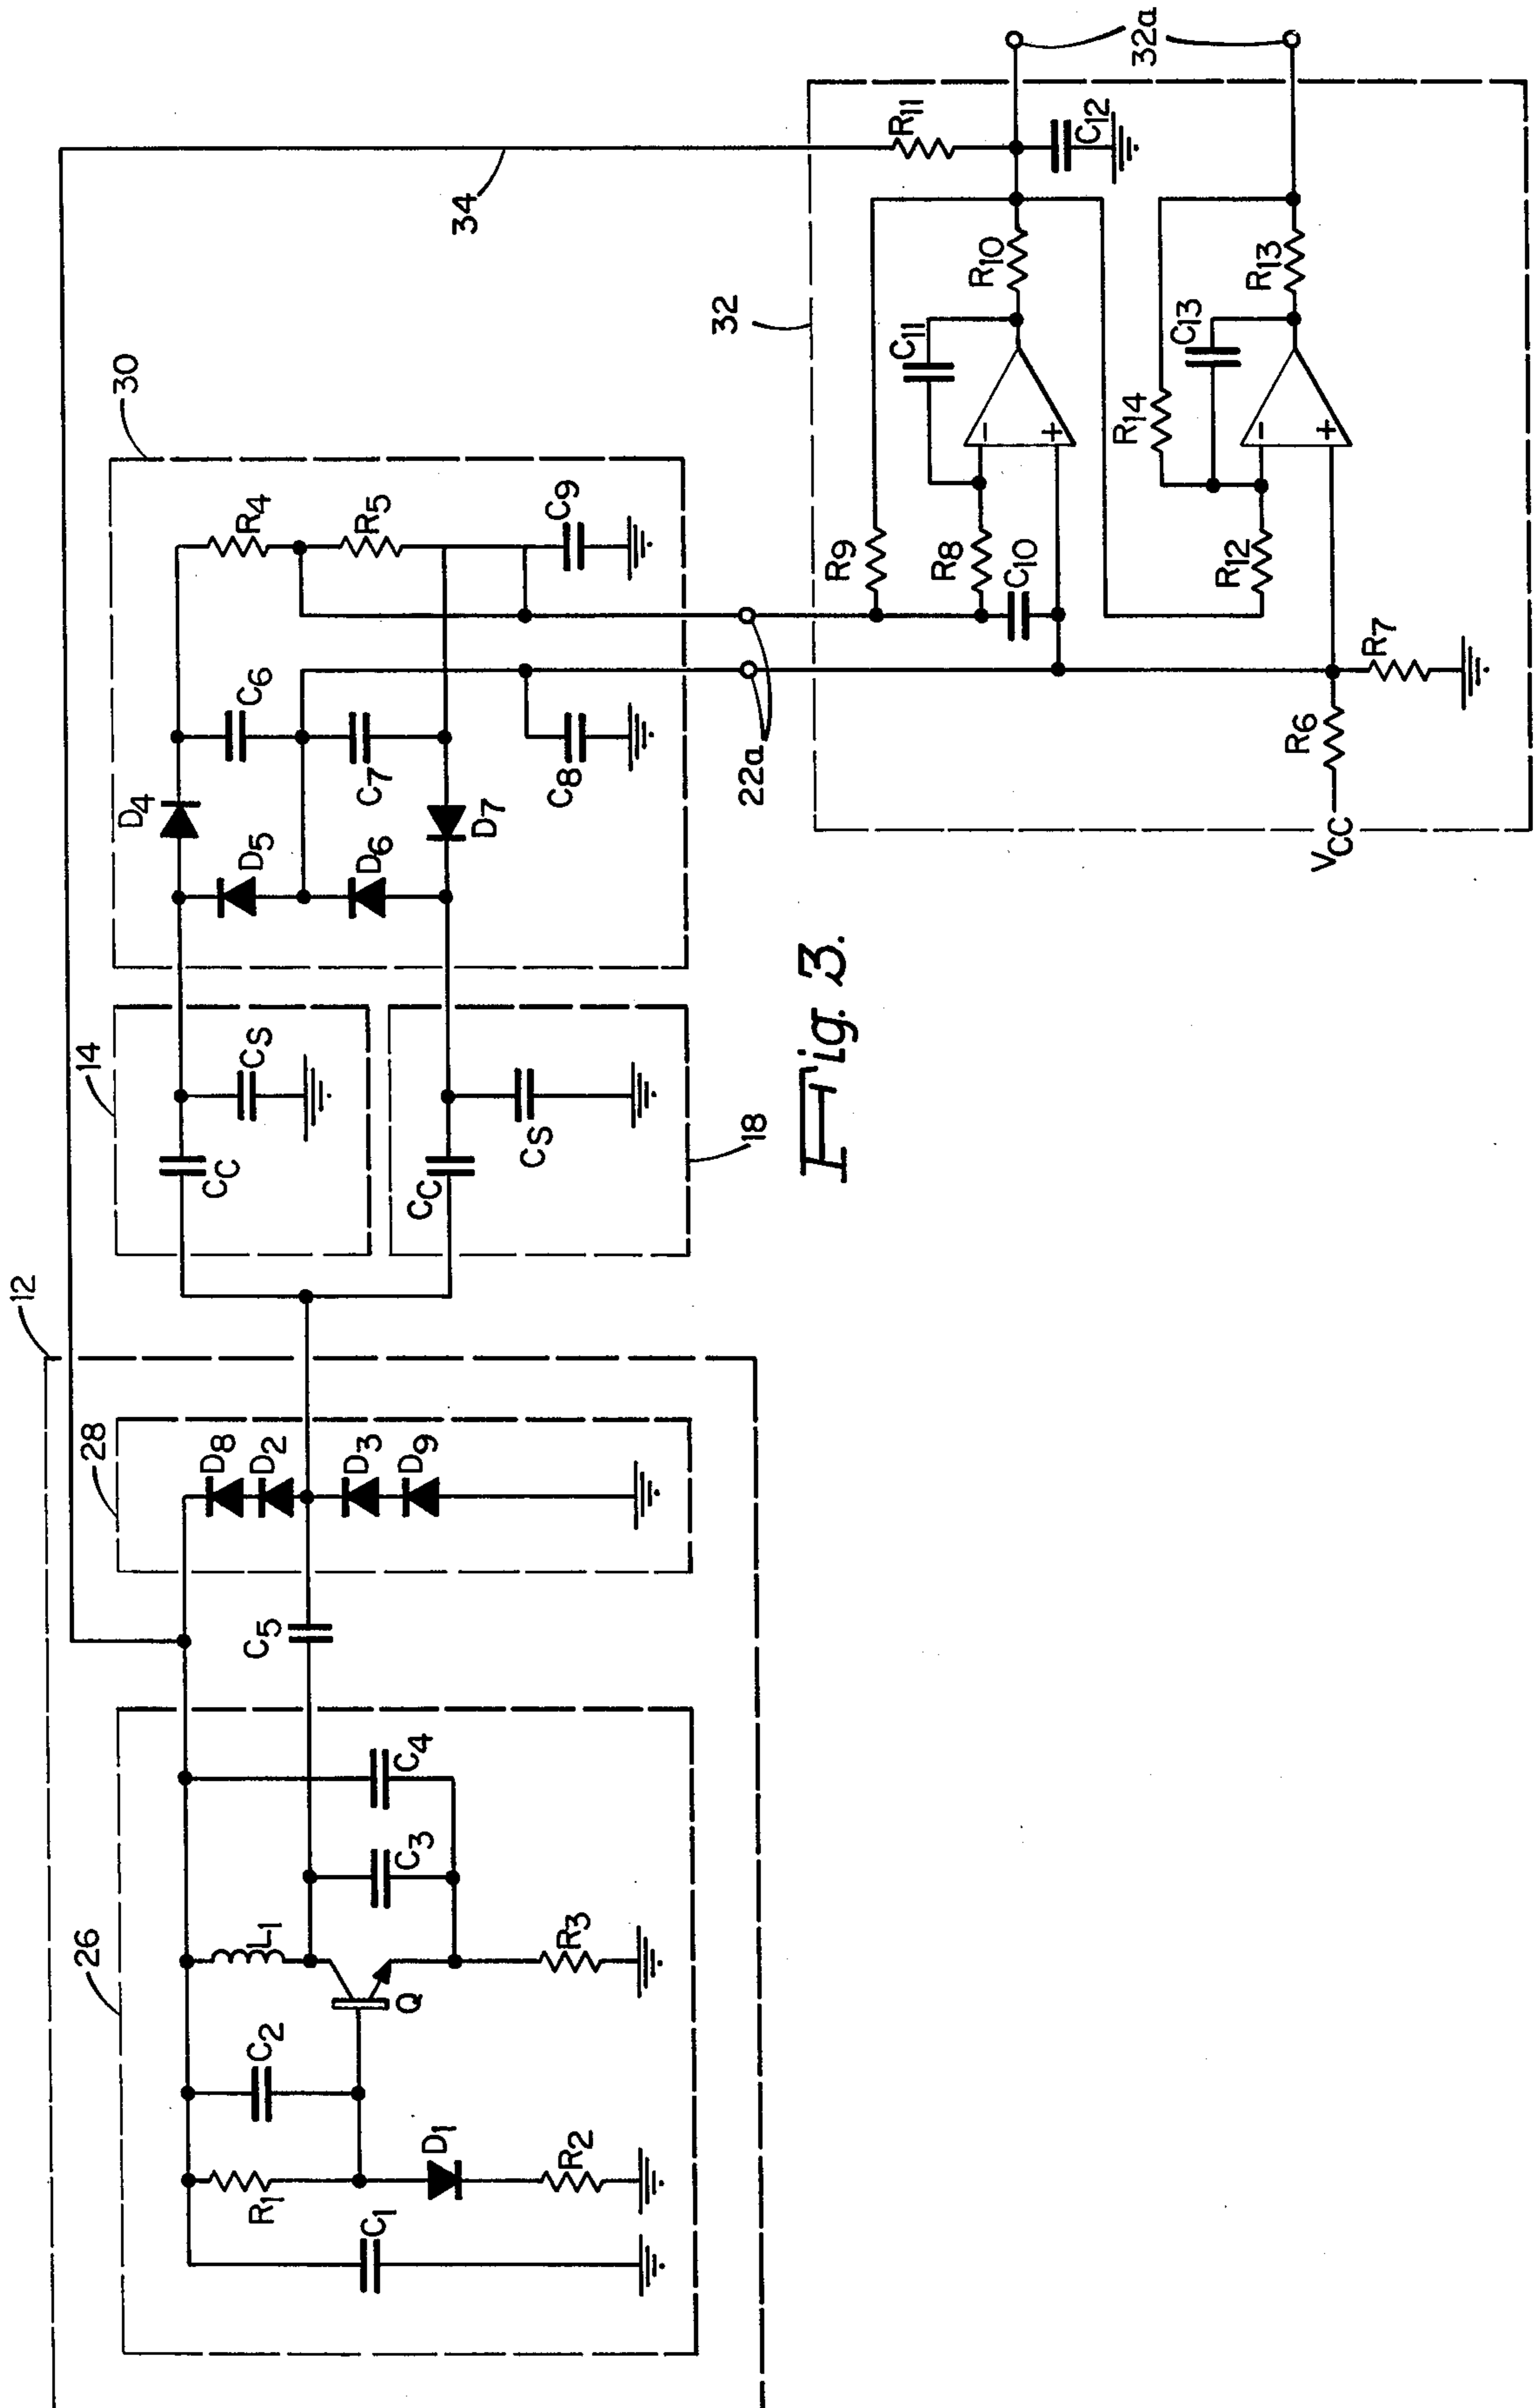 12
26
R1
C1
C2
D1
R2
L1
Q
R3
C3
C4
C5
28
D8
D2
D3
D9
14
CC
CS
18
CC
CS
30
D4
D5
D6
D7
C6
C7
C8
R4
R5
C9
22a
34
32
R9
R8
C10
C11
R10
R11
C12
32a
R12
R14
C13
R13
R6
R7
VCC
Fig. 3.